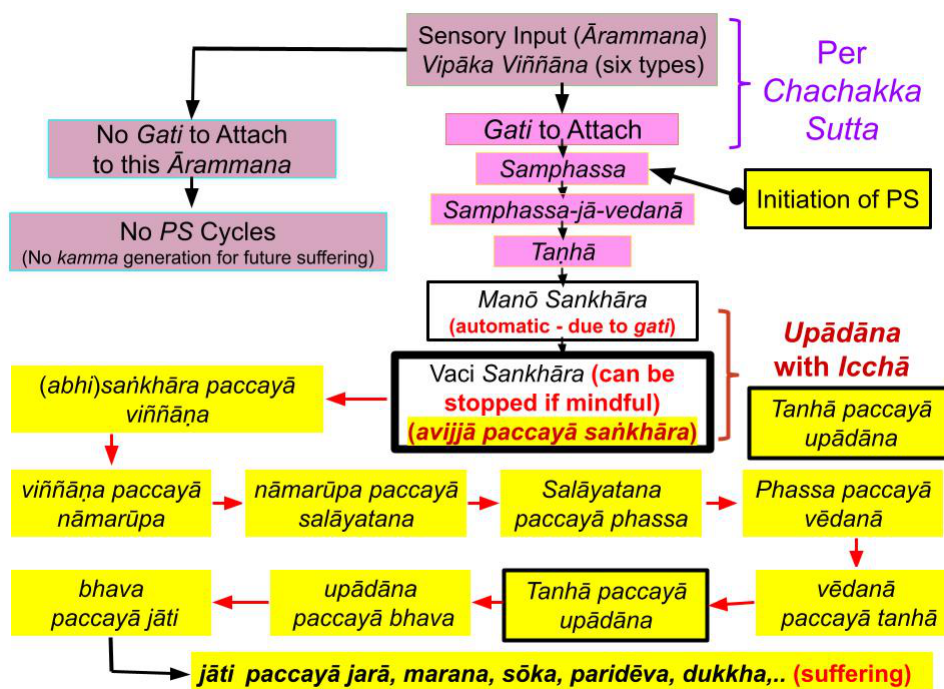 Sensory Input (Ārammana)
Vipāka Viññāna (six types)
Per
Chachakka
Sutta
No Gati to Attach
to this Ārammana
Gati to Attach
Samphassa
Initiation of PS
Samphassa-jā-vedanā
No PS Cycles
(No kamma generation for future suffering)
Taṇhā
Manō Sankhāra
(automatic - due to gati)
Upādāna
with Icchā
Vaci Sankhāra (can be
stopped if mindful)
(avijjā paccayā saṅkhāra)
Tanhā paccayā
upādāna
(abhi)saṅkhāra paccayā
viññāṇa
viññāṇa paccayā
nāmarūpa
nāmarūpa paccayā
salāyatana
Salāyatana
paccayā phassa
Phassa paccayā
vēdanā
bhava
paccayā jāti
upādāna
paccayā bhava
Tanhā paccayā
upādāna
vēdanā
paccayā tanhā
jāti paccayā jarā, marana, sōka, paridēva, dukkha,.. (suffering)